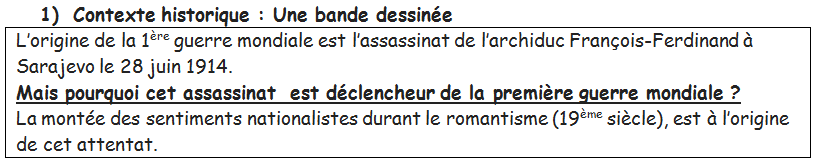 1) Contexte historique : Une bande dessinée
L'origine de la 1ère guerre mondiale est l'assassinat de l'archiduc François-Ferdinand à
Sarajevo le 28 juin 1914.
Mais pourquoi cet assassinat est déclencheur de la première guerre mondiale ?
La montée des sentiments nationalistes durant le romantisme (19ème siècle), est à l'origine
de cet attentat.